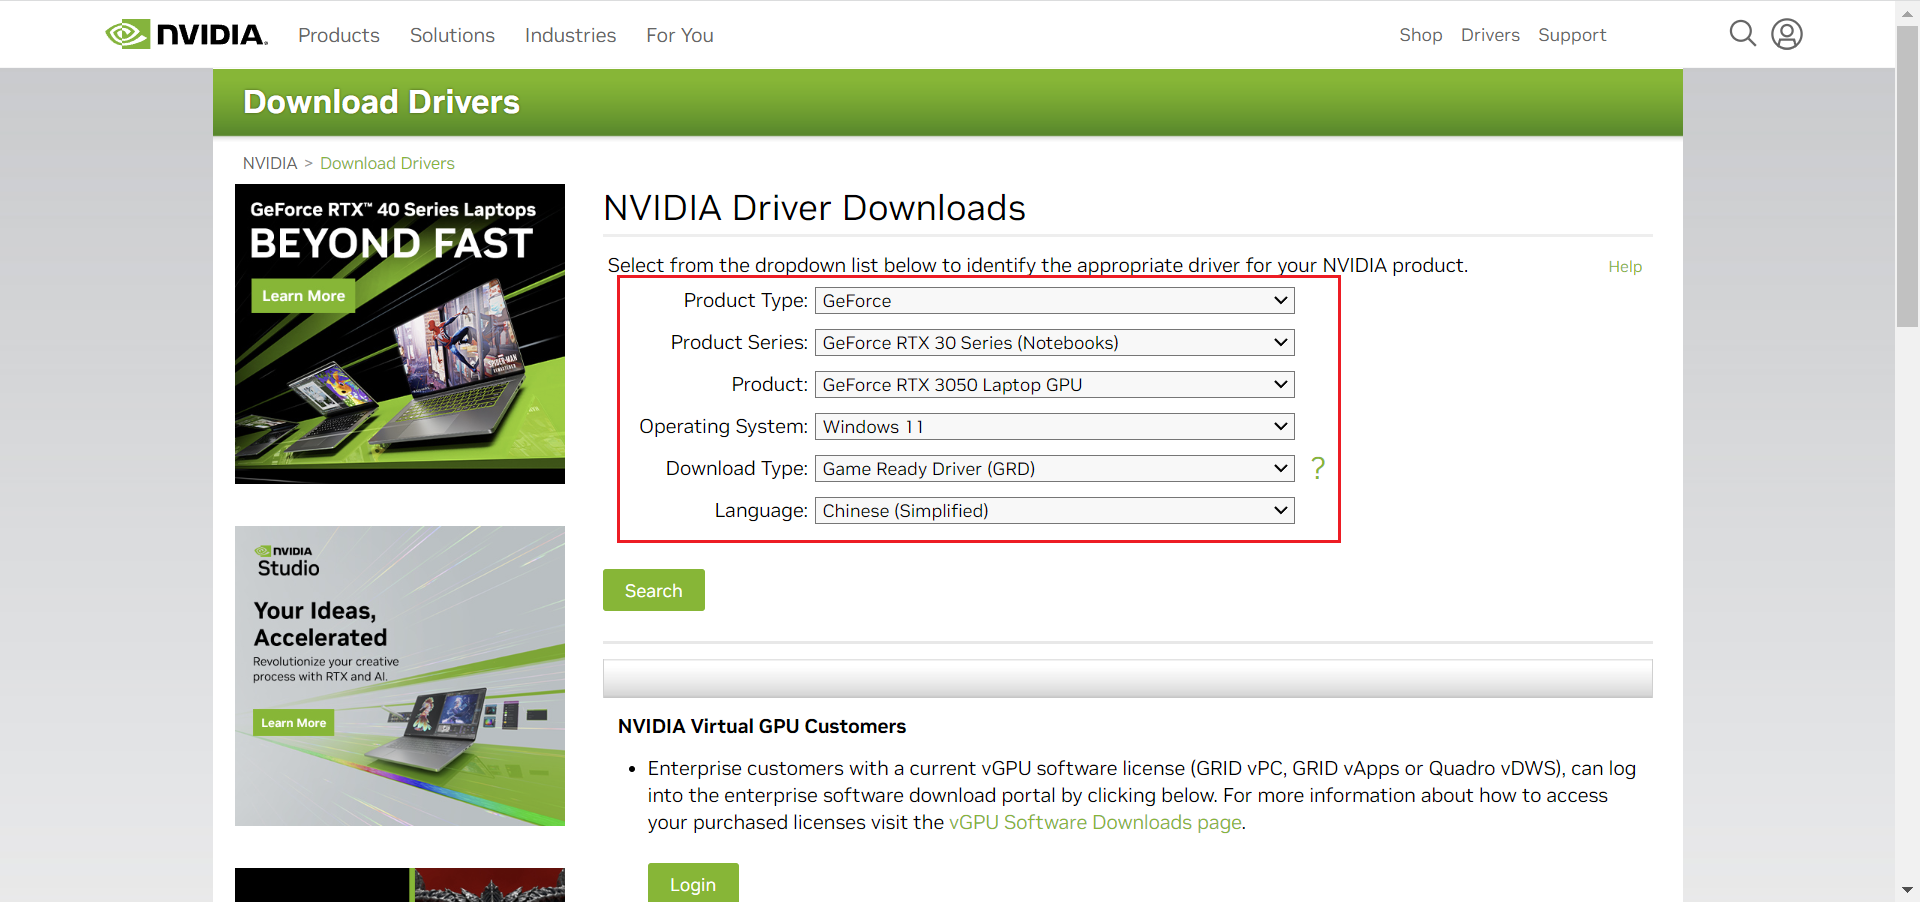 NVIDIA.
Products
Solutions
Industries
For You
Shop
Drivers
Support
Download Drivers
NVIDIA > Download Drivers
GeForce RTX™ 40 Series Laptops
BEYOND FAST
Learn More
NVIDIA Driver Downloads
Select from the dropdown list below to identify the appropriate driver for your NVIDIA product.
Help
Product Type: GeForce
Product Series: GeForce RTX 30 Series (Notebooks)
Product: GeForce RTX 3050 Laptop GPU
Operating System: Windows 11
Download Type: Game Ready Driver (GRD) ?
Language: Chinese (Simplified)
Search
NVIDIA
Studio
Your Ideas,
Accelerated
Revolutionize your creative
process with RTX and AI.
Learn More
NVIDIA Virtual GPU Customers
• Enterprise customers with a current vGPU software license (GRID vPC, GRID vApps or Quadro vDWS), can log
into the enterprise software download portal by clicking below. For more information about how to access
your purchased licenses visit the vGPU Software Downloads page.
Login